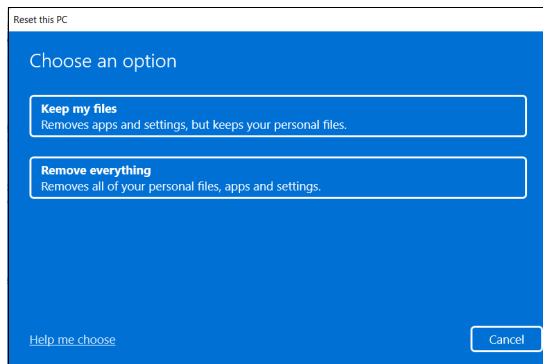 Reset this PC
Choose an option
Keep my files
Removes apps and settings, but keeps your personal files.
Remove everything
Removes all of your personal files, apps and settings.
Help me choose
Cancel